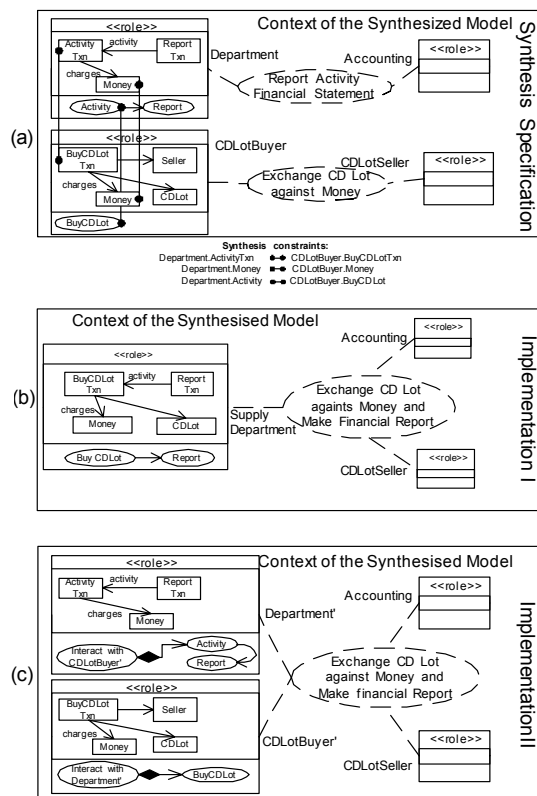 (a)
Context of the Synthesized Model
Synthesis Specification
<<role>>
Activity
Txn
activity
Report
Txn
charges
Money
Activity
Report
Department
Report Activity
Financial Statement
Accounting
<<role>>
<<role>>
BuyCDLot
Txn
Seller
charges
Money
CDLot
BuyCDLot
CDLotBuyer
Exchange CD Lot
against Money
CDLotSeller
<<role>>
Synthesis constraints:
Department.ActivityTxn CDLotBuyer.BuyCDLotTxn
Department.Money CDLotBuyer.Money
Department.Activity CDLotBuyer.BuyCDLot
(b)
Context of the Synthesised Model
Implementation I
<<role>>
BuyCDLot
Txn
activity
Report
Txn
charges
Money
CDLot
Buy CDLot
Report
Supply
Department
Exchange CD Lot
againts Money and
Make Financial Report
Accounting
<<role>>
CDLotSeller
<<role>>
(c)
Context of the Synthesised Model
Implementation II
<<role>>
Activity
Txn
activity
Report
Txn
charges
Money
Interact with
CDLotBuyer'
Activity
Report
Department'
Exchange CD Lot
against Money and
Make financial Report
Accounting
<<role>>
<<role>>
BuyCDLot
Txn
Seller
charges
Money
CDLot
Interact with
Department'
BuyCDLot
CDLotBuyer'
CDLotSeller
<<role>>